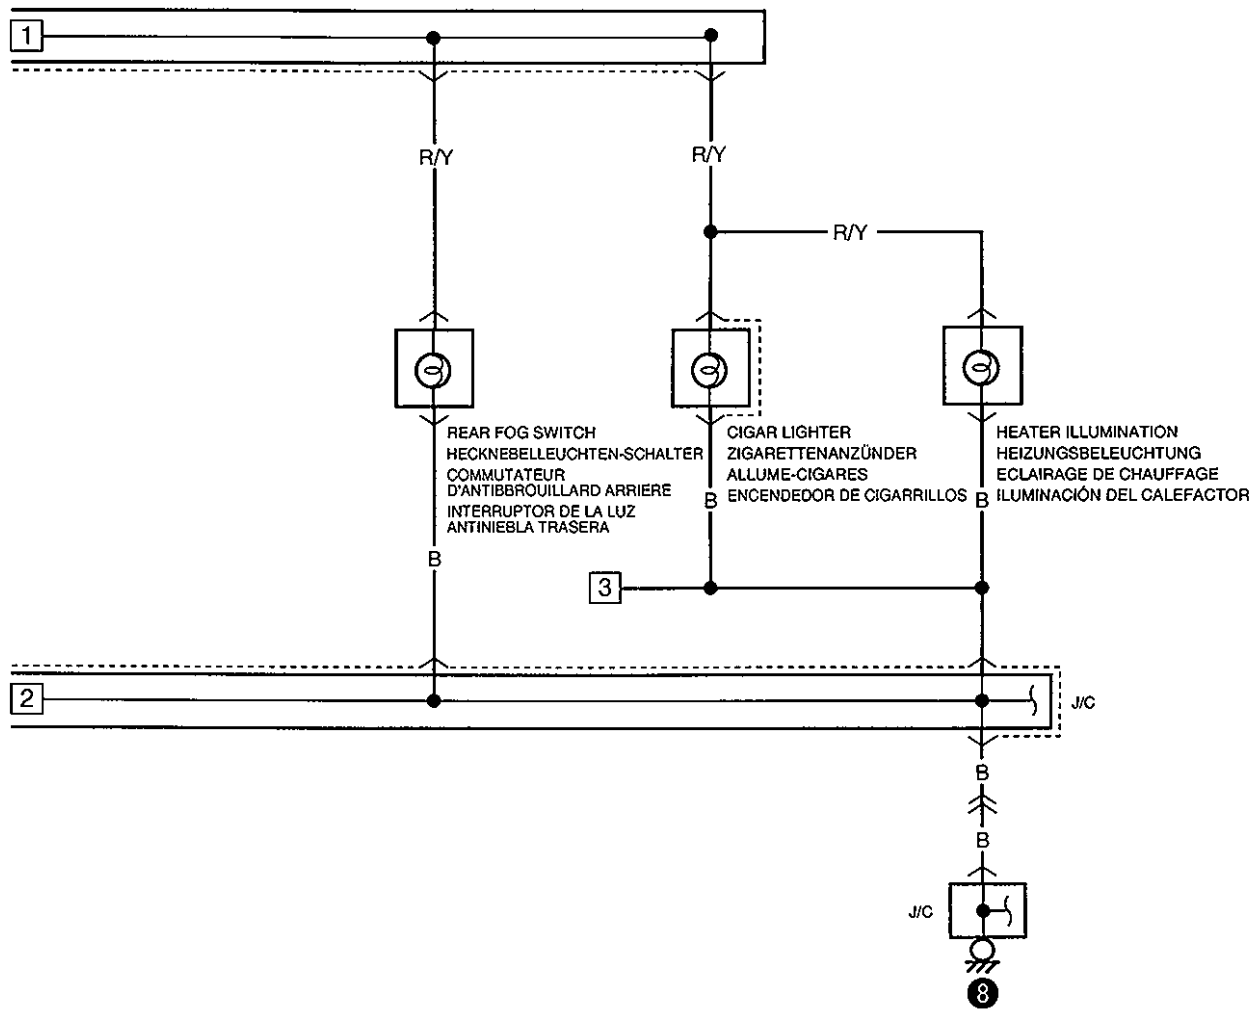 1
R/Y
R/Y
R/Y
REAR FOG SWITCH
HECKNEBELLEUCHTEN-SCHALTER
COMMUTATEUR
D'ANTIBBROUILLARD ARRIERE
INTERRUPTOR DE LA LUZ
ANTINIEBLA TRASERA
CIGAR LIGHTER
ZIGARETTENANZÜNDER
ALLUME-CIGARES
ENCENDEDOR DE CIGARRILLOS
HEATER ILLUMINATION
HEIZUNGSBELEUCHTUNG
ECLAIRAGE DE CHAUFFAGE
ILUMINACIÓN DEL CALEFACTOR
B
B
B
3
2
J/C
B
B
J/C
8